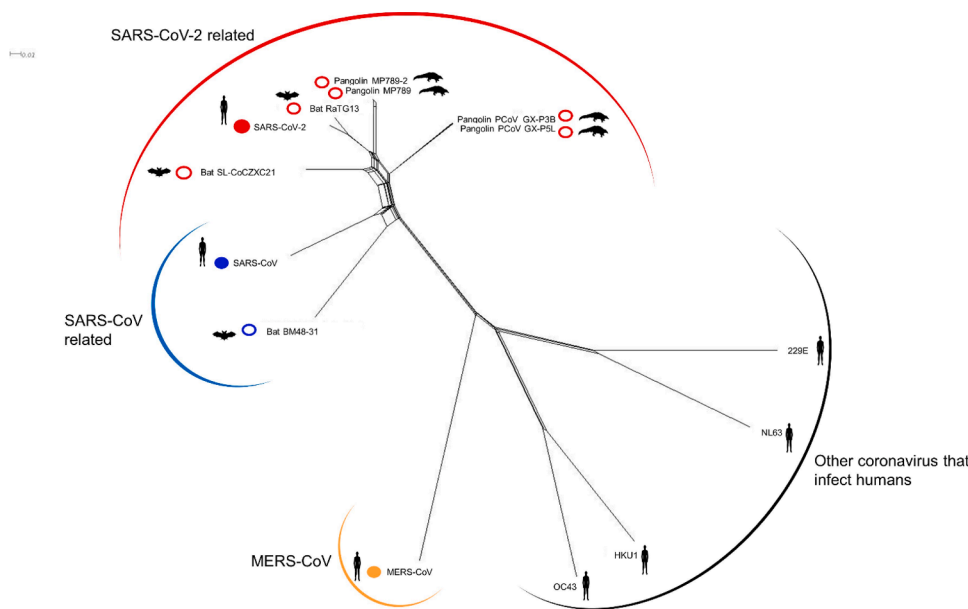 SARS-CoV-2 related
0.01
Pangolin MP789-2
Pangolin MP789
Bat RaTG13
SARS-CoV-2
Pangolin PCoV GX-P3B
Pangolin PCoV GX-P5L
Bat SL-CoCZXC21
SARS-CoV
SARS-CoV
related
Bat BM48-31
229E
NL63
Other coronavirus that
infect humans
HKU1
OC43
MERS-CoV
MERS-CoV